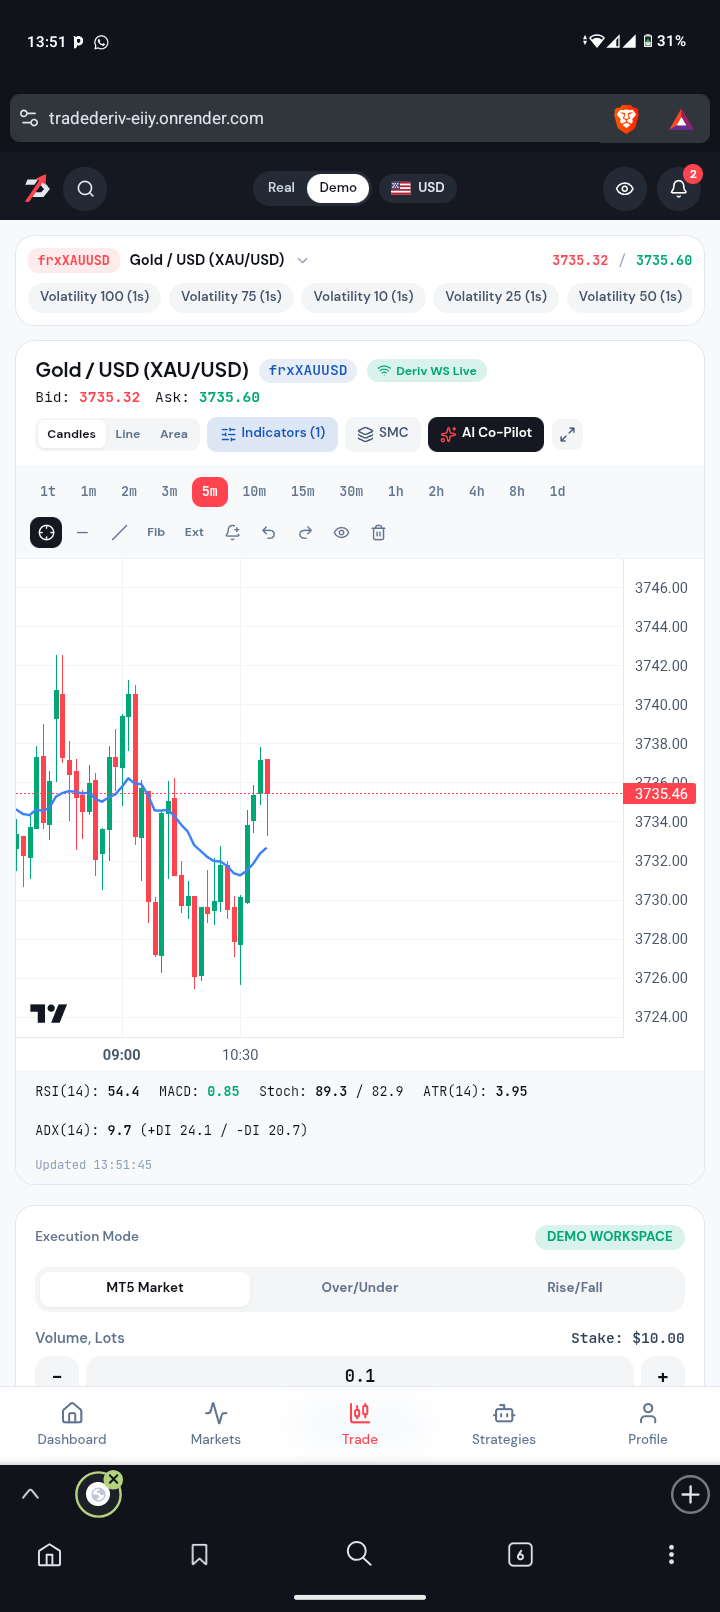 13:51 31%
tradederiv-eiiy.onrender.com
Real Demo USD 2
frxXAUUSD Gold / USD (XAU/USD) 3735.32 / 3735.60
Volatility 100 (1s) Volatility 75 (1s) Volatility 10 (1s) Volatility 25 (1s) Volatility 50 (1s)
Gold / USD (XAU/USD) frxXAUUSD Deriv WS Live
Bid: 3735.32 Ask: 3735.60
Candles Line Area Indicators (1) SMC AI Co-Pilot
1t 1m 2m 3m 5m 10m 15m 30m 1h 2h 4h 8h 1d
Fib Ext
3746.00
3744.00
3742.00
3740.00
3738.00
3736.00
3735.46
3734.00
3732.00
3730.00
3728.00
3726.00
3724.00
09:00 10:30
RSI(14): 54.4 MACD: 0.85 Stoch: 89.3 / 82.9 ATR(14): 3.95
ADX(14): 9.7 (+DI 24.1 / -DI 20.7)
Updated 13:51:45
Execution Mode DEMO WORKSPACE
MT5 Market Over/Under Rise/Fall
Volume, Lots Stake: $10.00
- 0.1 +
Dashboard Markets Trade Strategies Profile
6